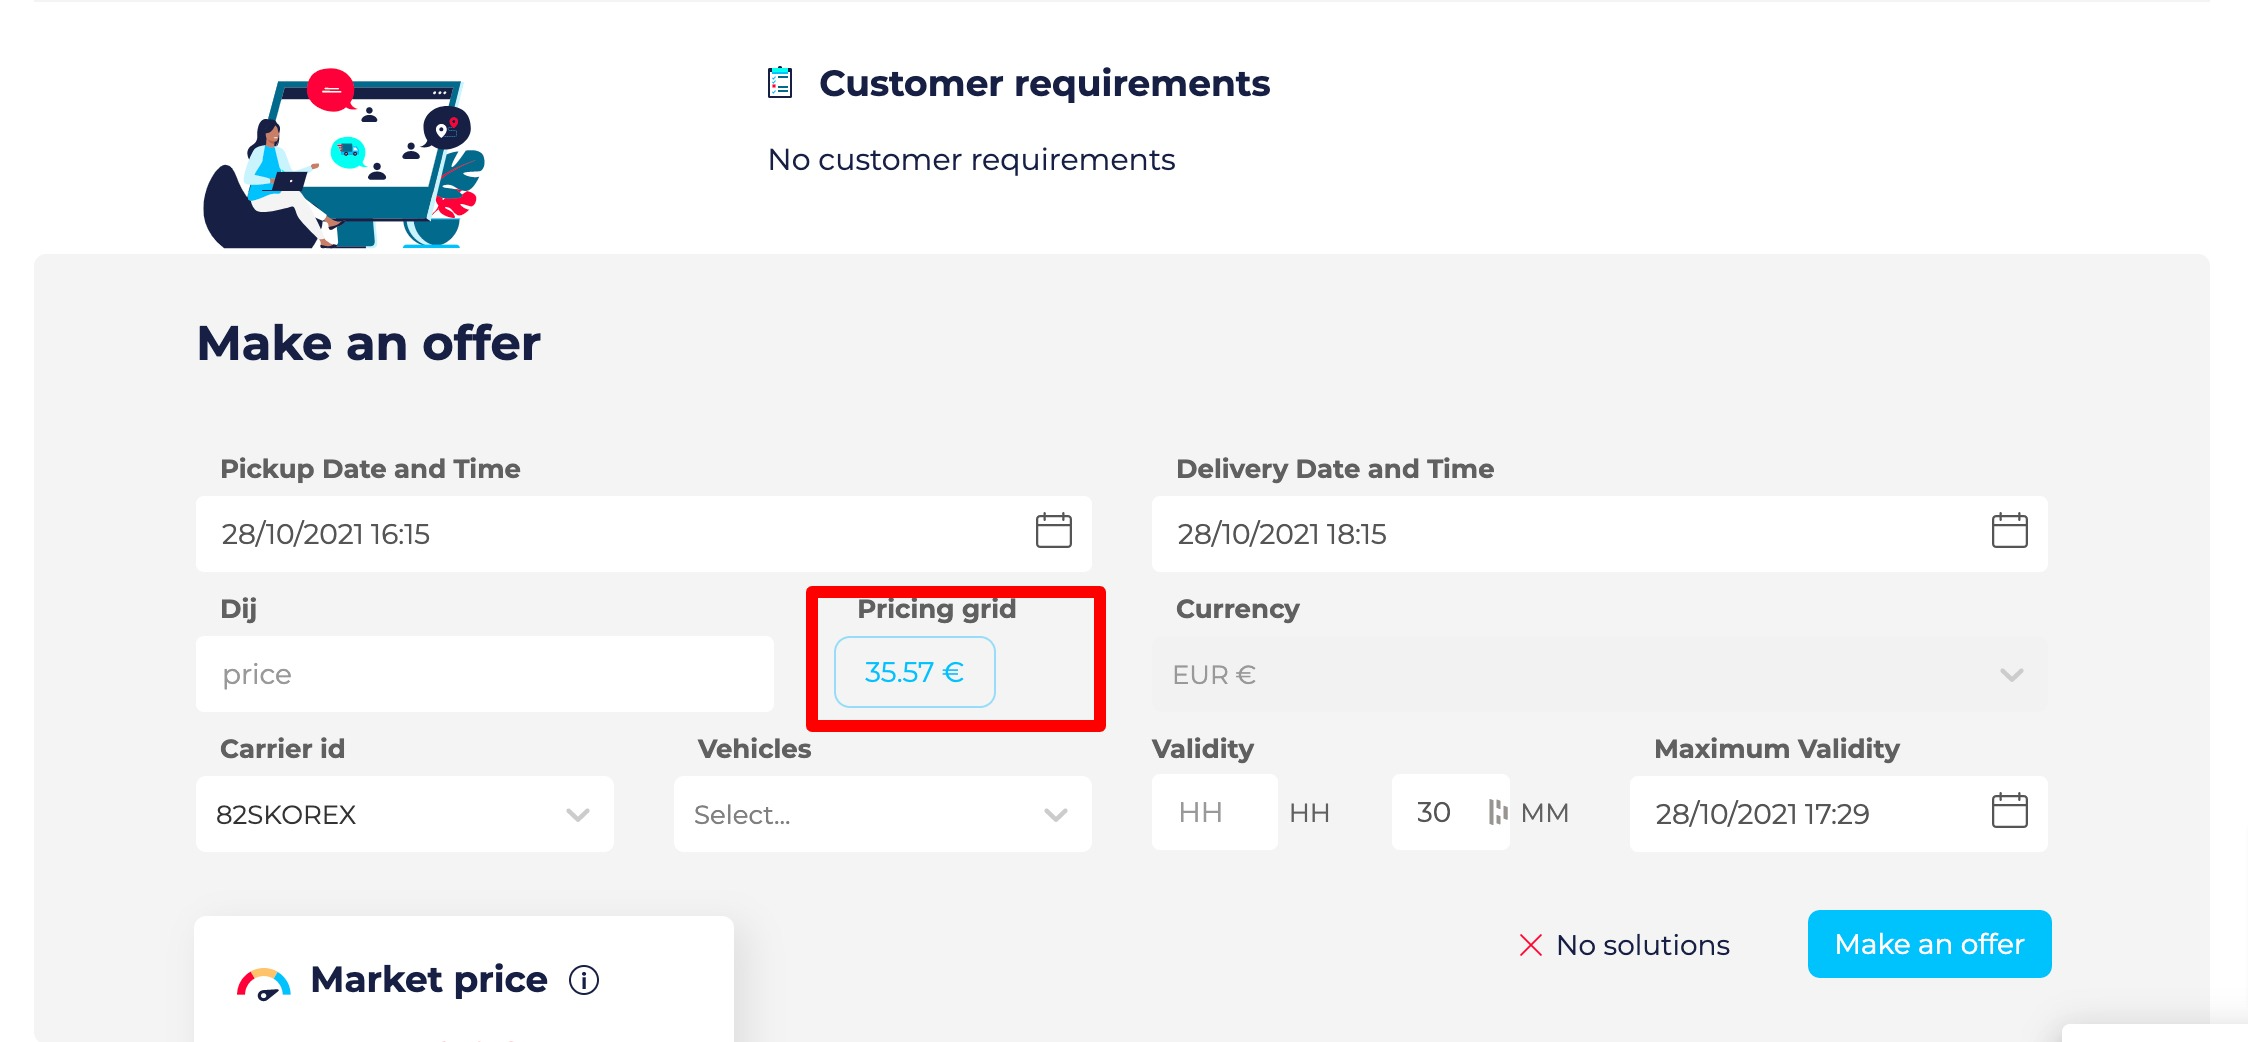 Customer requirements
No customer requirements
Make an offer
Pickup Date and Time
Delivery Date and Time
28/10/2021 16:15
28/10/2021 18:15
Dij
Pricing grid
Currency
price
35.57 €
EUR €
Carrier id
Vehicles
Validity
Maximum Validity
82SKOREX
Select...
HH
HH
30
MM
28/10/2021 17:29
No solutions
Make an offer
Market price